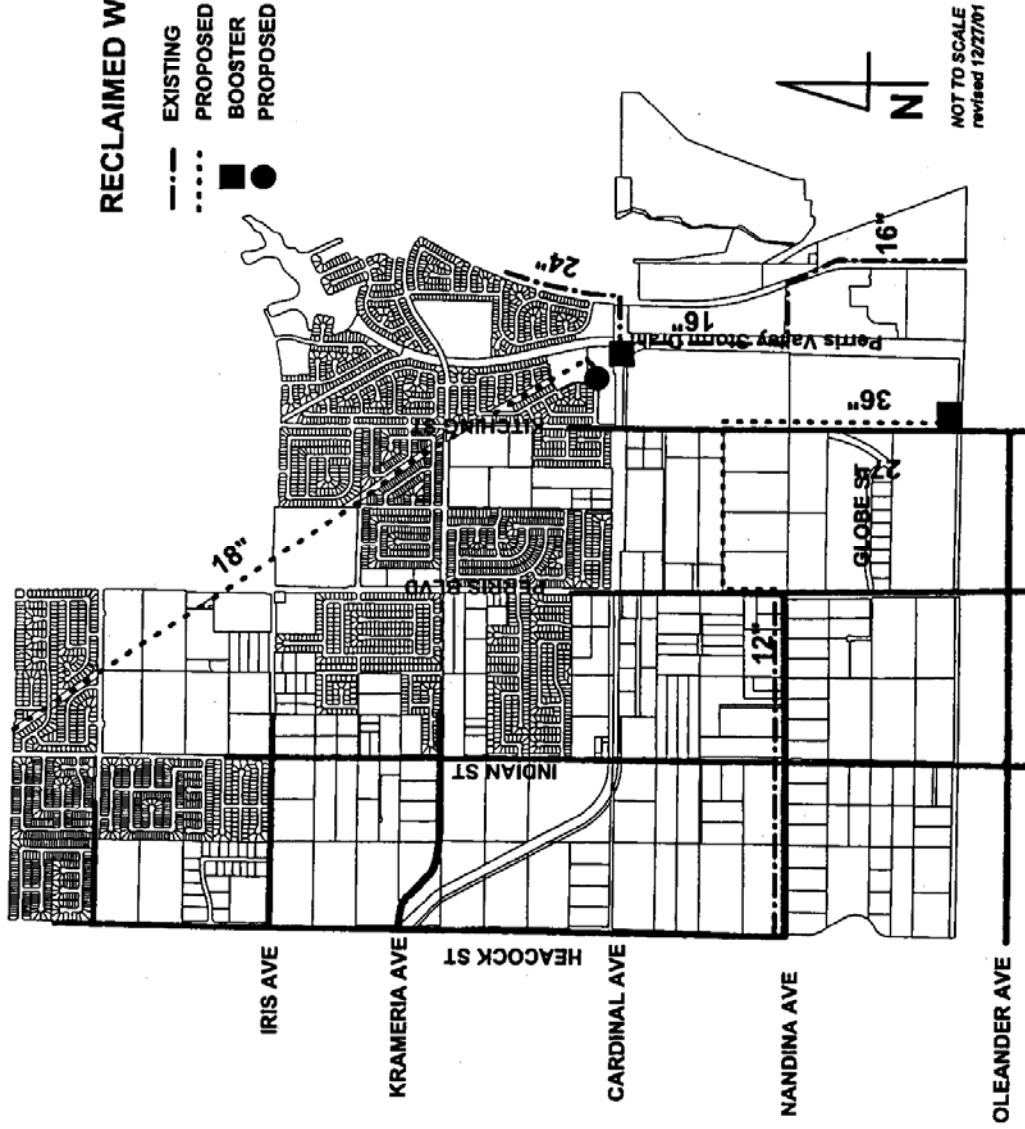 RECLAIMED W
EXISTING
PROPOSED
BOOSTER
PROPOSED
N
NOT TO SCALE
revised 12/27/01
24"
16"
16"
Perris Valley Storm Drain
KITCHING ST
36"
18"
27
GLOBE ST
PERRIS BLVD
12"
INDIAN ST
HEACOCK ST
IRIS AVE
KRAMERIA AVE
CARDINAL AVE
NANDINA AVE
OLEANDER AVE